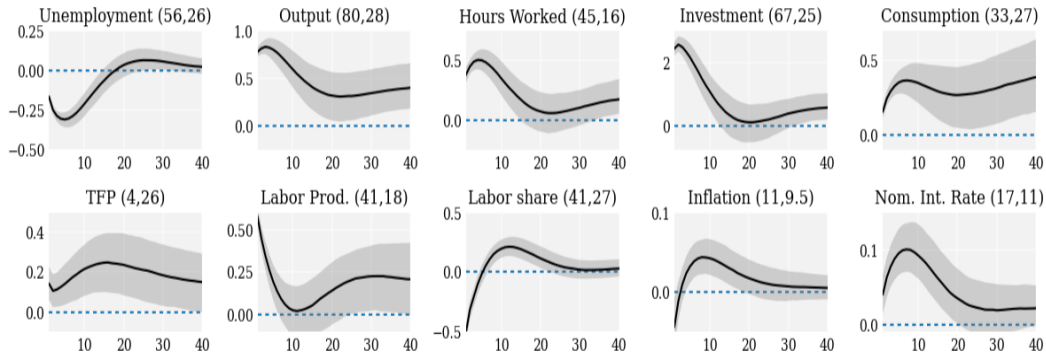 Unemployment (56,26)
0.25
0.00
−0.25
−0.50
10 20 30 40
Output (80,28)
1.0
0.5
0.0
10 20 30 40
Hours Worked (45,16)
0.5
0.0
10 20 30 40
Investment (67,25)
2
0
10 20 30 40
Consumption (33,27)
0.5
0.0
10 20 30 40
TFP (4,26)
0.4
0.2
0.0
10 20 30 40
Labor Prod. (41,18)
0.50
0.25
0.00
10 20 30 40
Labor share (41,27)
0.5
0.0
−0.5
10 20 30 40
Inflation (11,9.5)
0.1
0.0
10 20 30 40
Nom. Int. Rate (17,11)
0.1
0.0
10 20 30 40